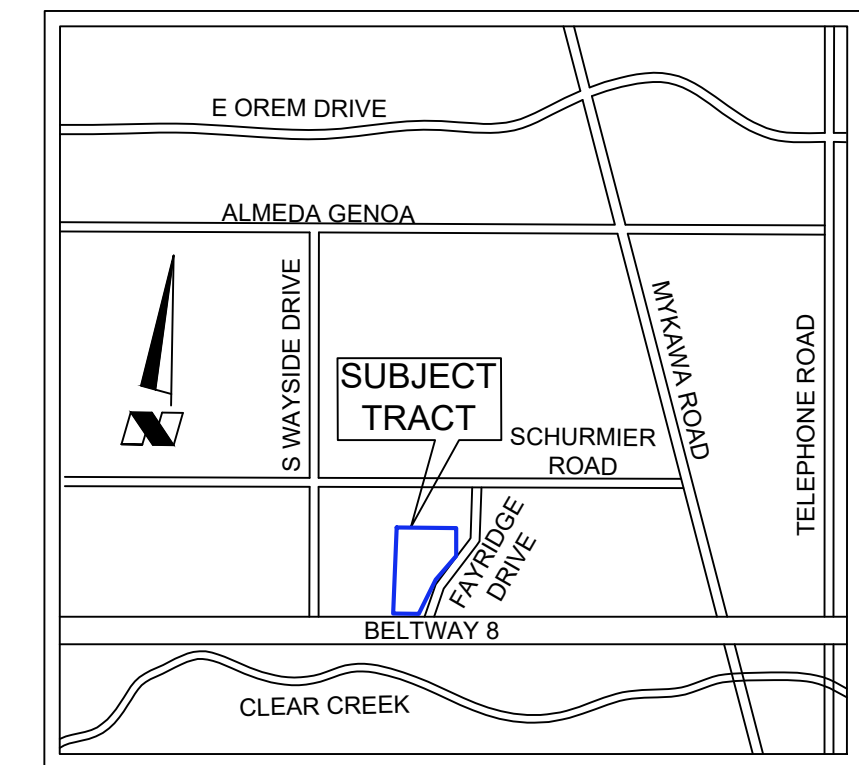 E OREM DRIVE
ALMEDA GENOA
S WAYSIDE DRIVE
MYKAWA ROAD
TELEPHONE ROAD
SUBJECT
TRACT
SCHURMIER
ROAD
FAYRIDGE
DRIVE
BELTWAY 8
CLEAR CREEK
N